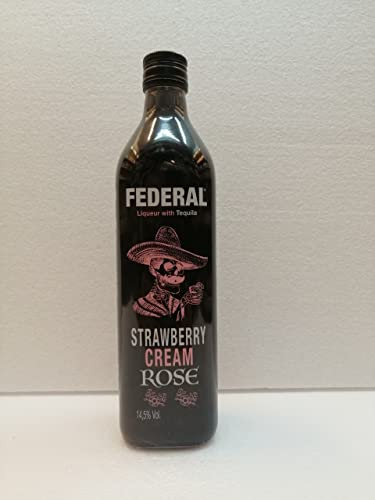 FEDERAL
Liqueur with Tequila
STRAWBERRY
CREAM
ROSE
14,5% Vol